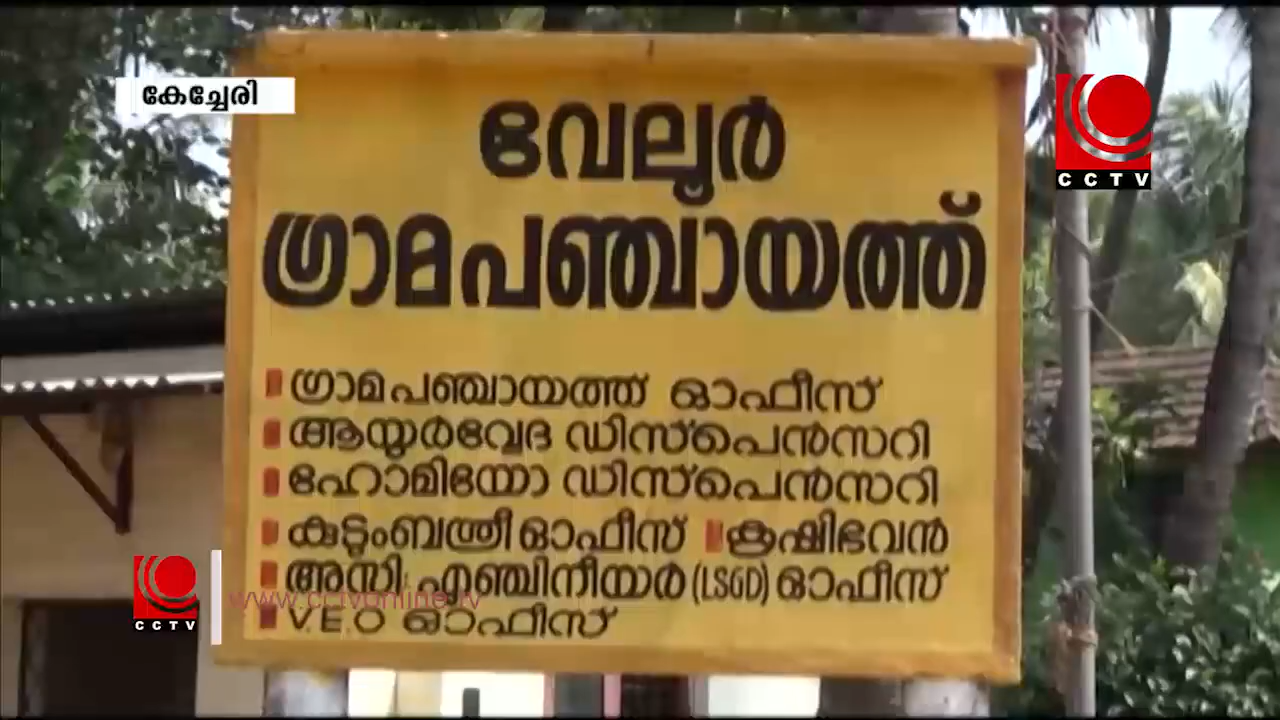 കേച്ചേരി
CCTV
വേലൂർ
ഗ്രാമപഞ്ചായത്ത്
ഗ്രാമപഞ്ചായത്ത് ഓഫീസ്
ആയുർവ്വേദ ഡിസ്പെൻസറി
ഹോമിയോ ഡിസ്പെൻസറി
കുടുംബശ്രീ ഓഫീസ് കൃഷിഭവൻ
അസി. എഞ്ചിനീയർ (LSGD) ഓഫീസ്
www.cctvonline.tv
V.E.O ഓഫീസ്
CCTV